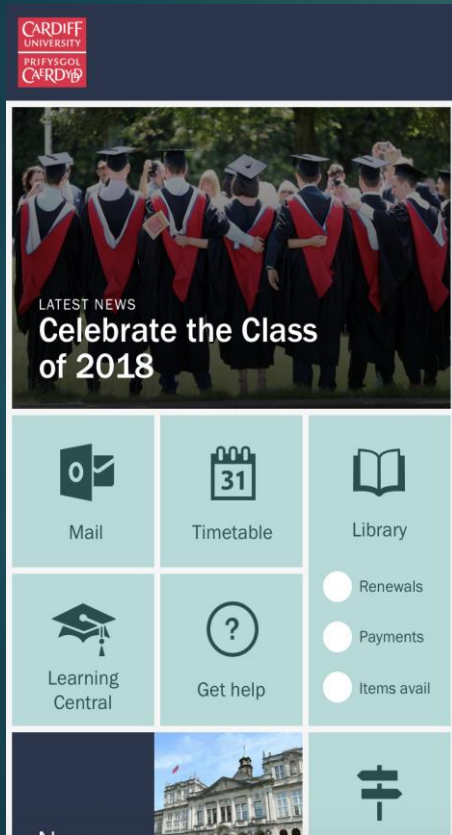 CARDIFF
UNIVERSITY
PRIFYSGOL
CAERDYDD
LATEST NEWS
Celebrate the Class
of 2018
Mail
31
Timetable
Library
Renewals
Payments
Items avail
Learning
Central
?
Get help